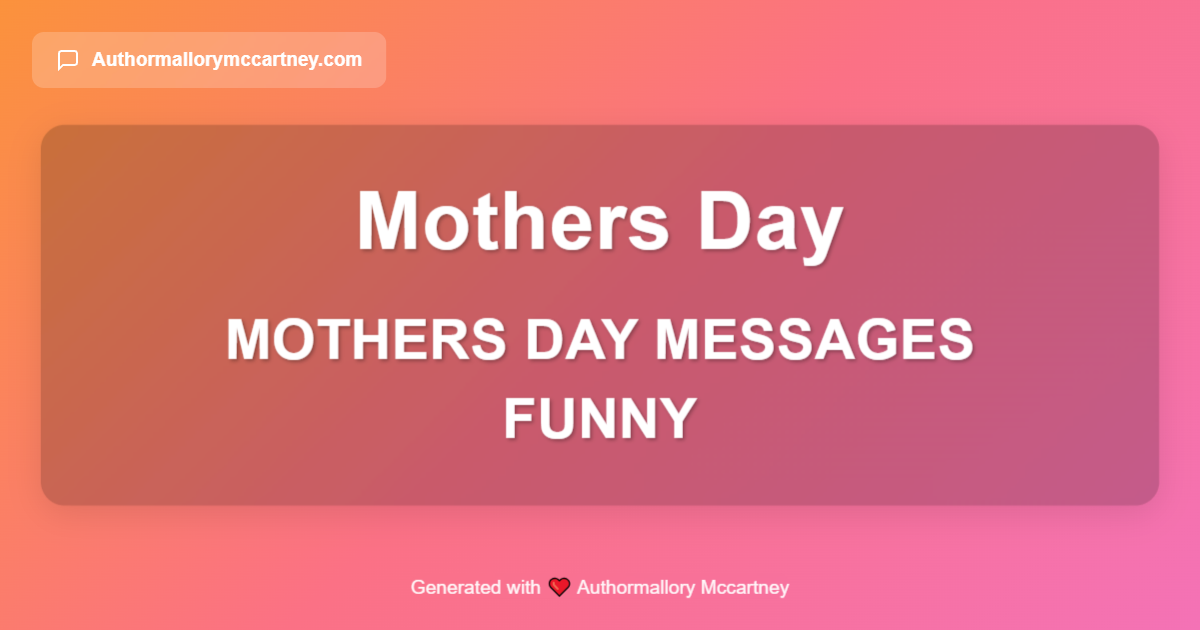 Authormallorymccartney.com
Mothers Day
MOTHERS DAY MESSAGES
FUNNY
Generated with ❤️ Authormallory Mccartney